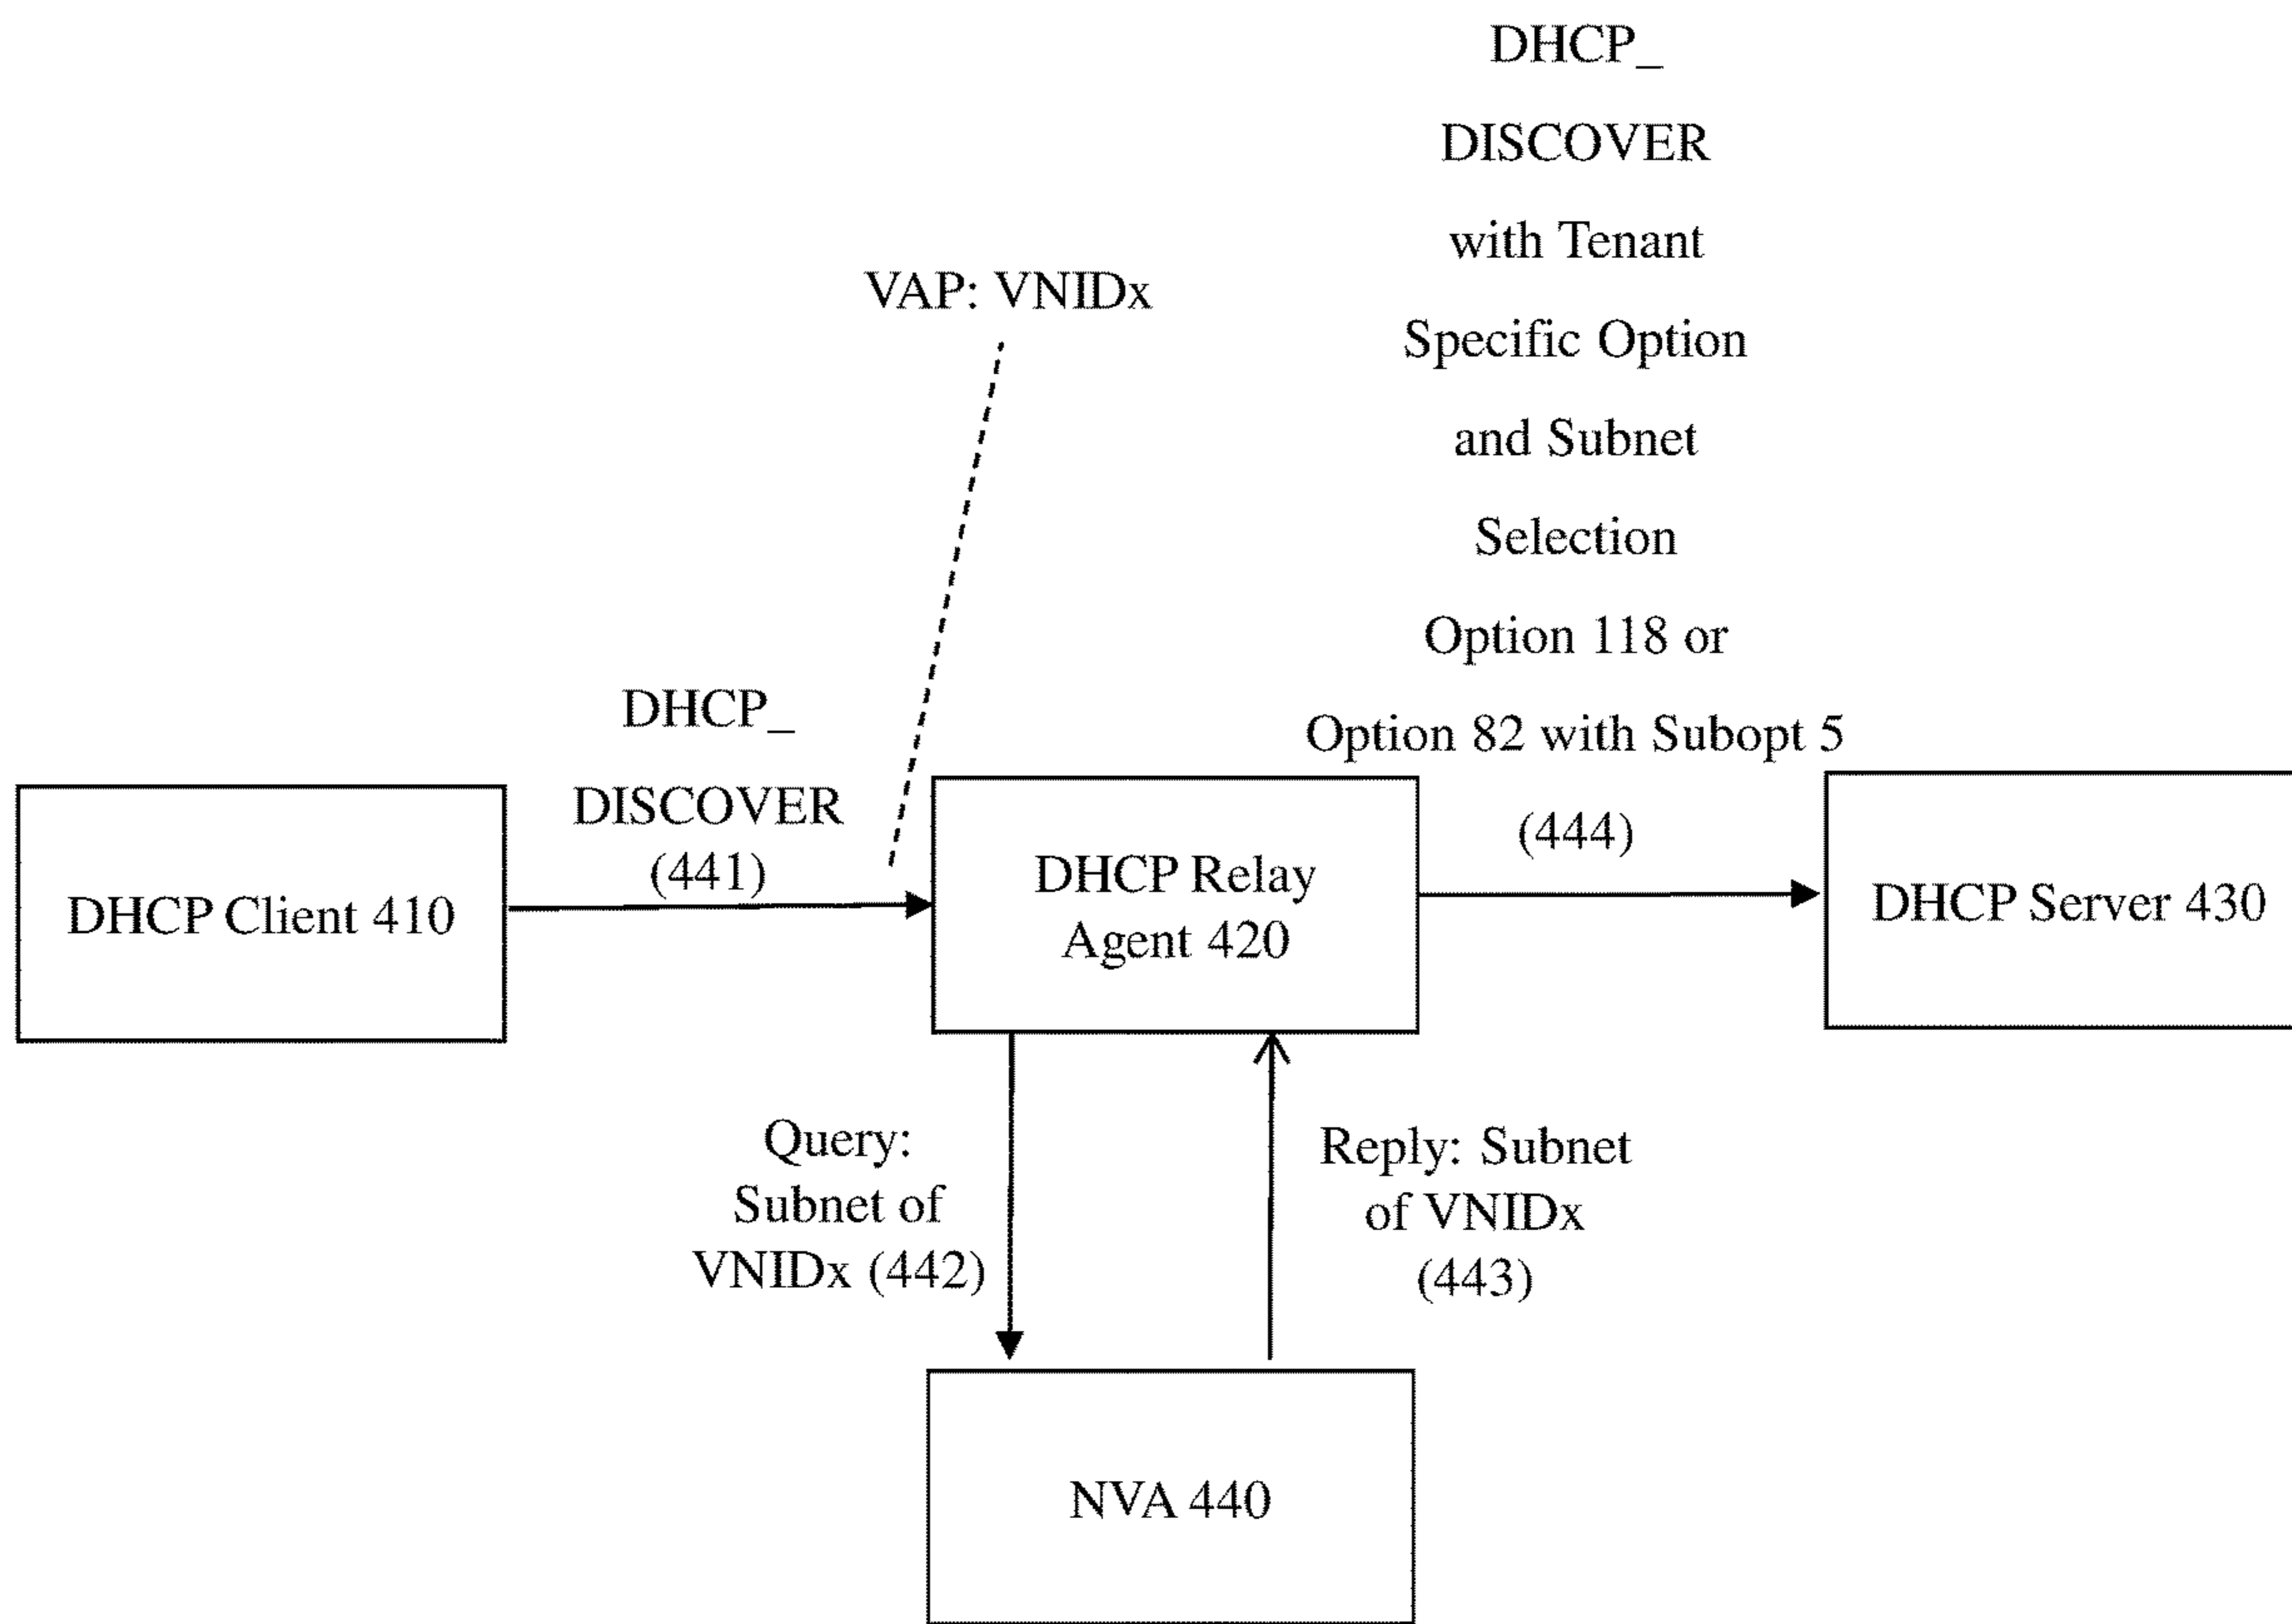 DHCP_
DISCOVER
with Tenant
Specific Option
and Subnet
Selection
Option 118 or
Option 82 with Subopt 5
(444)
VAP: VNIDx
DHCP_
DISCOVER
(441)
DHCP Client 410
DHCP Relay
Agent 420
DHCP Server 430
Query:
Subnet of
VNIDx (442)
Reply: Subnet
of VNIDx
(443)
NVA 440